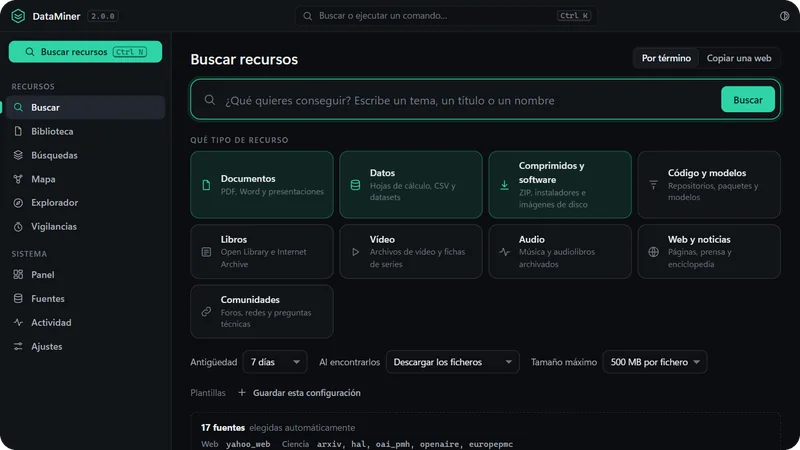 DataMiner 2.0.0
Buscar o ejecutar un comando... Ctrl K
Buscar recursos Ctrl N
RECURSOS
Buscar
Biblioteca
Búsquedas
Mapa
Explorador
Vigilancias
SISTEMA
Panel
Fuentes
Actividad
Ajustes
Buscar recursos
Por término Copiar una web
¿Qué quieres conseguir? Escribe un tema, un título o un nombre Buscar
QUÉ TIPO DE RECURSO
Documentos
PDF, Word y presentaciones
Datos
Hojas de cálculo, CSV y
datasets
Comprimidos y
software
ZIP, instaladores e
imágenes de disco
Código y modelos
Repositorios, paquetes y
modelos
Libros
Open Library e Internet
Archive
Vídeo
Archivos de vídeo y fichas
de series
Audio
Música y audiolibros
archivados
Web y noticias
Páginas, prensa y
enciclopedia
Comunidades
Foros, redes y preguntas
técnicas
Antigüedad 7 días Al encontrarlos Descargar los ficheros Tamaño máximo 500 MB por fichero
Plantillas + Guardar esta configuración
17 fuentes elegidas automáticamente
Web yahoo_web Ciencia arxiv, hal, oai_pmh, openaire, europepmc